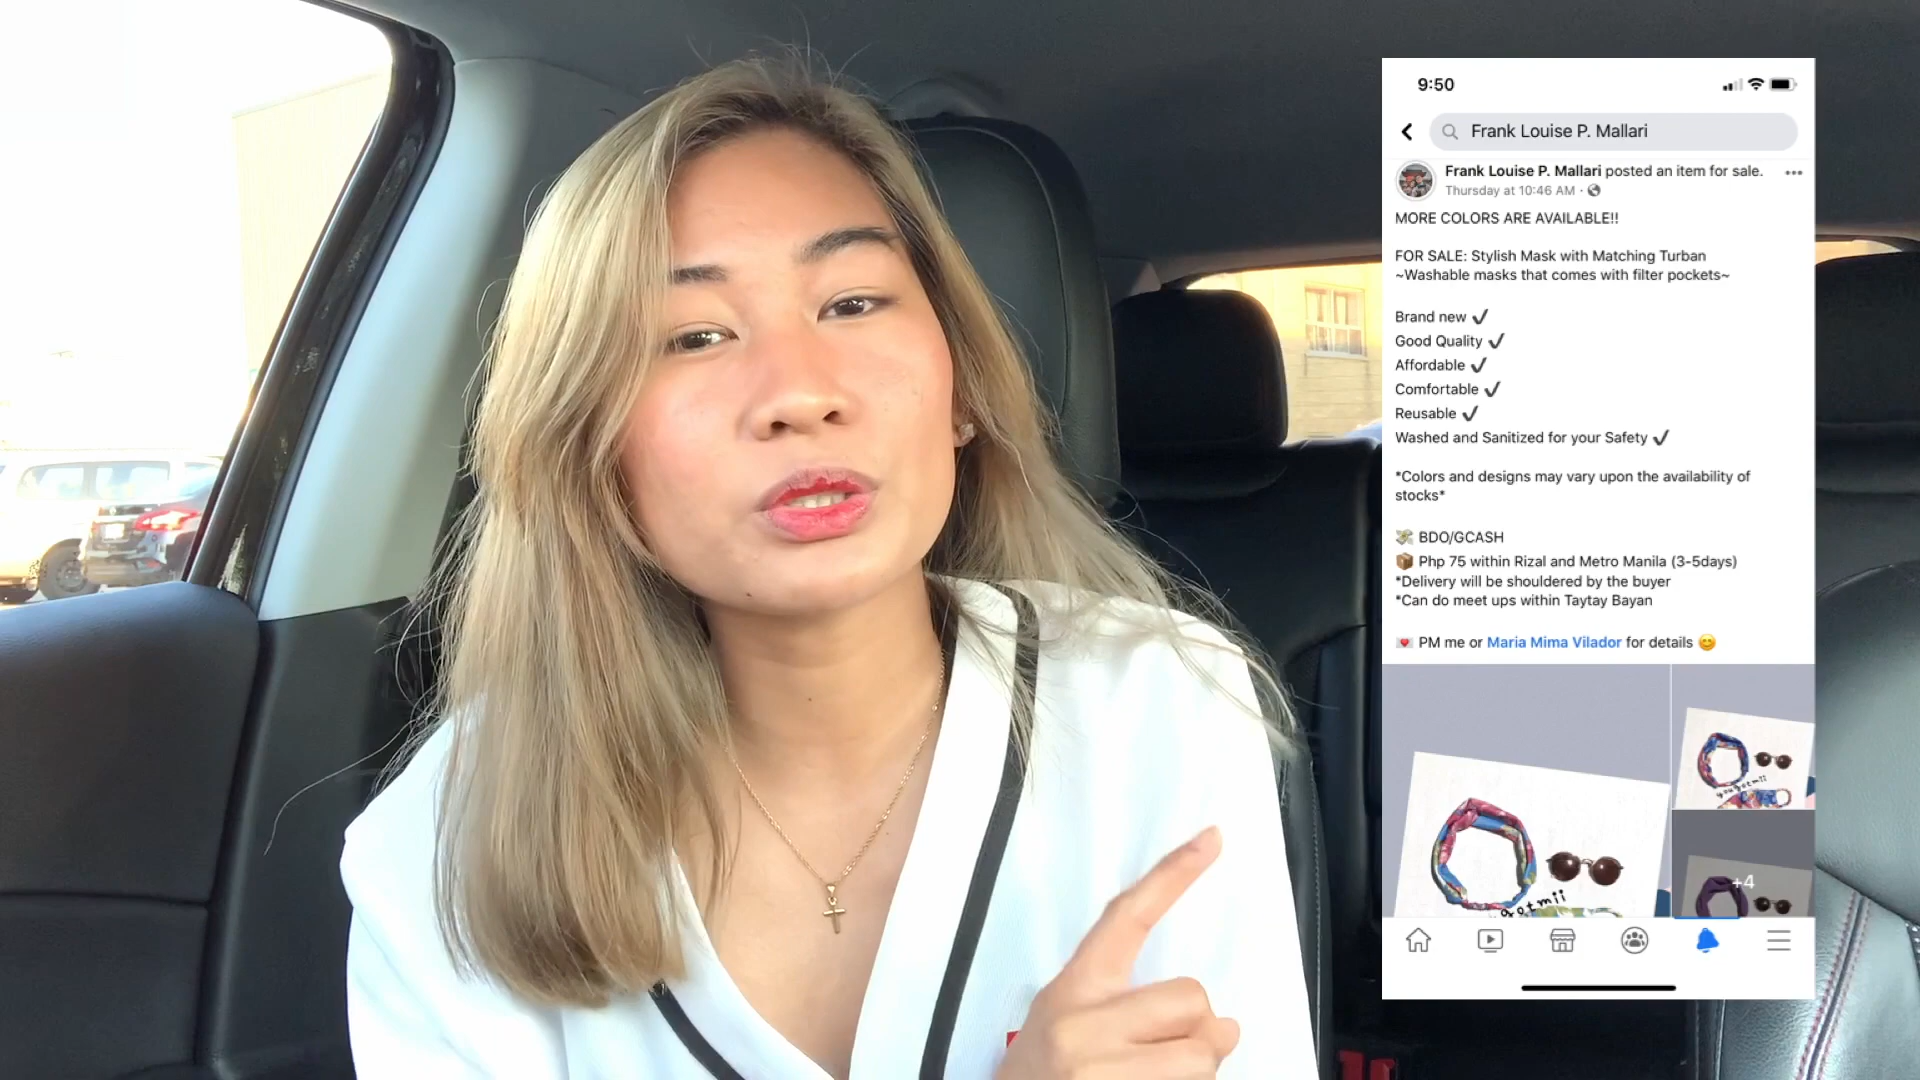 9:50
Frank Louise P. Mallari
Frank Louise P. Mallari posted an item for sale.
Thursday at 10:46 AM ·
MORE COLORS ARE AVAILABLE!!
FOR SALE: Stylish Mask with Matching Turban
~Washable masks that comes with filter pockets~
Brand new ✔
Good Quality ✔
Affordable ✔
Comfortable ✔
Reusable ✔
Washed and Sanitized for your Safety ✔
*Colors and designs may vary upon the availability of
stocks*
💸 BDO/GCASH
📦 Php 75 within Rizal and Metro Manila (3-5days)
*Delivery will be shouldered by the buyer
*Can do meet ups within Taytay Bayan
💌 PM me or Maria Mima Vilador for details 😊
yougotmii
gotmii
+4